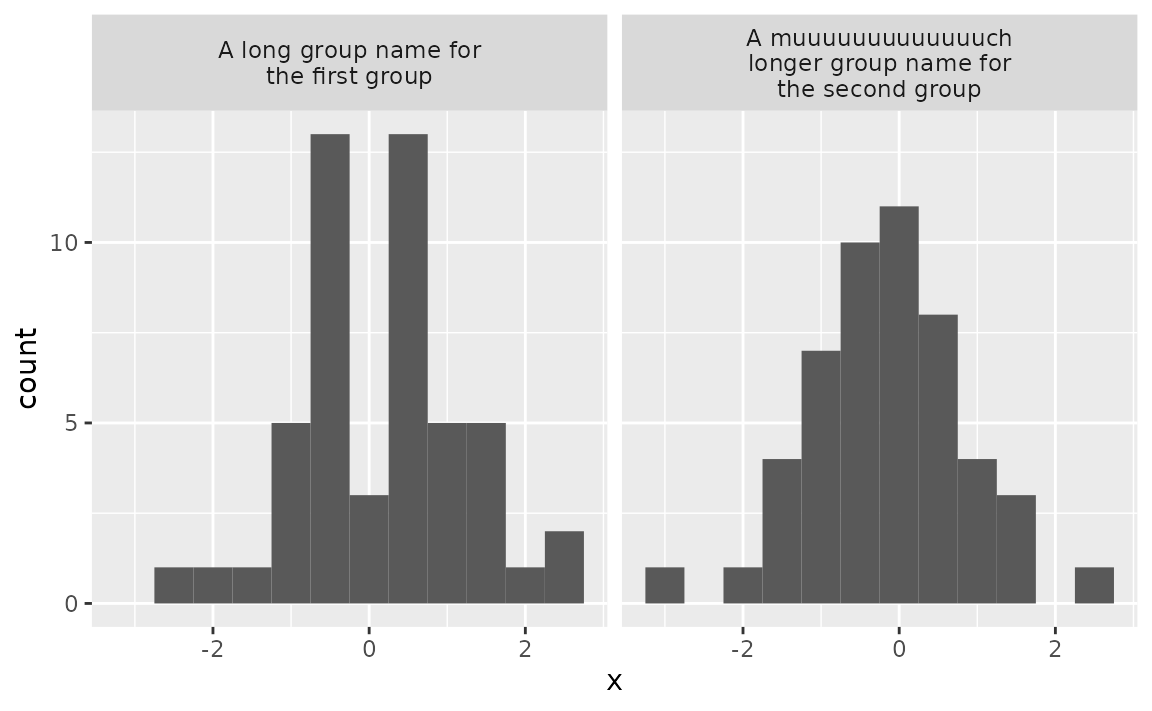 A long group name for
the first group
A muuuuuuuuuuuuuch
longer group name for
the second group
count
10
5
0
-2
0
2
-2
0
2
x